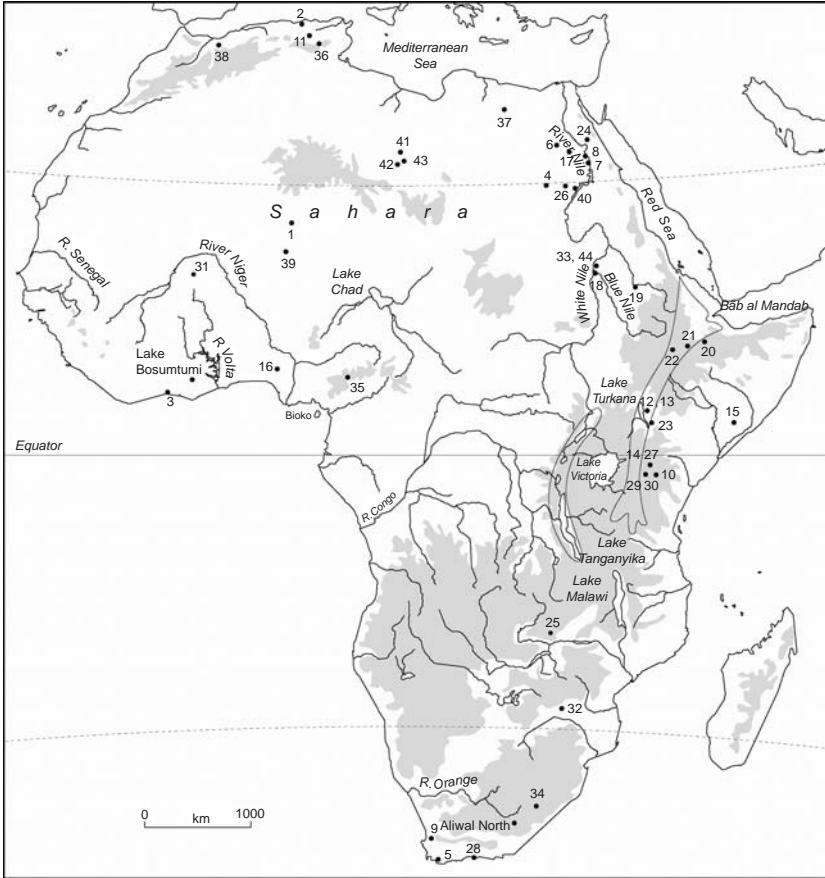 2
11
36
38
Mediterranean
Sea
37
24
River Nile
6
17
8
7
41
42
43
4
26
40
Red Sea
Sahara
1
39
R. Senegal
River Niger
31
Lake
Chad
33, 44
18
White Nile
Blue Nile
19
Bab al Mandab
21
20
22
R Volta
Lake
Bosumtumi
16
35
3
Bioko
Lake
Turkana
12
13
23
15
Equator
Lake
Victoria
14
27
29
30
10
R.Congo
Lake
Tanganyika
Lake
Malawi
25
32
R.Orange
34
Aliwal North
9
5
28
0
1000
km